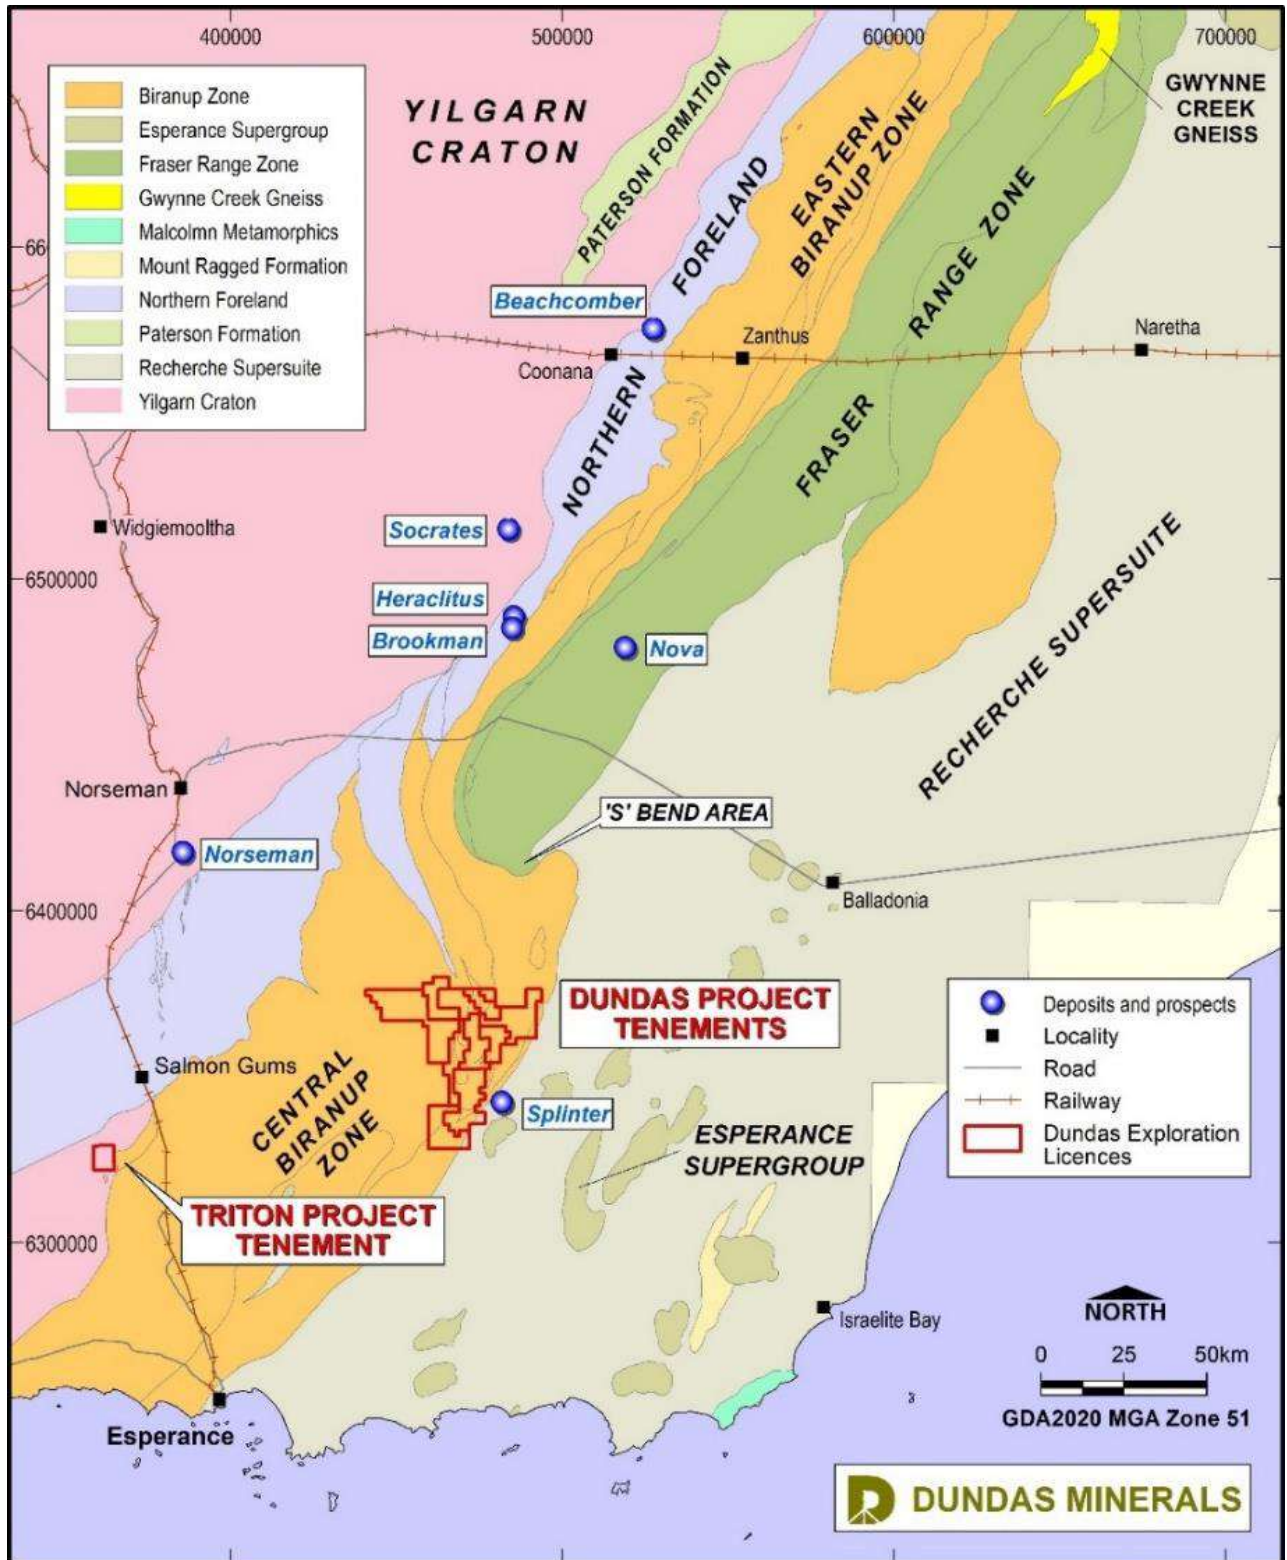 400000
500000
600000
700000
Biranup Zone
Esperance Supergroup
Fraser Range Zone
Gwynne Creek Gneiss
Malcolmn Metamorphics
Mount Ragged Formation
Northern Foreland
Paterson Formation
Recherche Supersuite
Yilgarn Craton
YILGARN
CRATON
PATERSON FORMATION
NORTHERN FORELAND
EASTERN
BIRANUP ZONE
FRASER RANGE ZONE
GWYNNE
CREEK
GNEISS
66
Beachcomber
Coonana
Zanthus
Naretha
Widgiemooltha
Socrates
6500000
Heraclitus
Brookman
Nova
RECHERCHE SUPERSUITE
Norseman
'S' BEND AREA
Norseman
Balladonia
6400000
DUNDAS PROJECT
TENEMENTS
Salmon Gums
CENTRAL
BIRANUP
ZONE
Splinter
ESPERANCE
SUPERGROUP
Deposits and prospects
Locality
Road
Railway
Dundas Exploration
Licences
TRITON PROJECT
TENEMENT
6300000
Israelite Bay
NORTH
0 25 50km
GDA2020 MGA Zone 51
Esperance
DUNDAS MINERALS